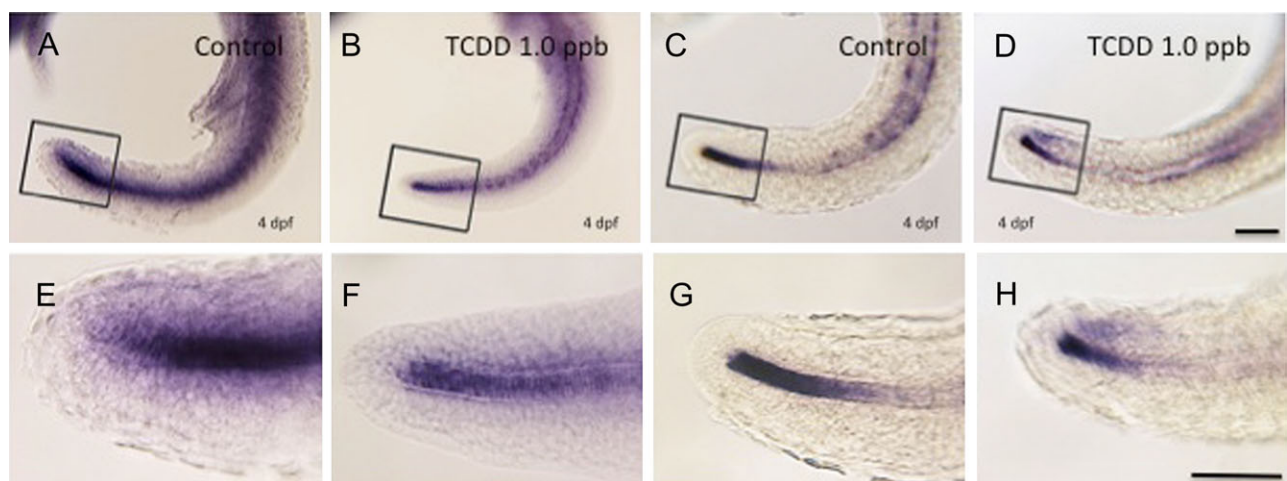 A Control
B TCDD 1.0 ppb
C Control
D TCDD 1.0 ppb
4 dpf
4 dpf
4 dpf
4 dpf
E
F
G
H